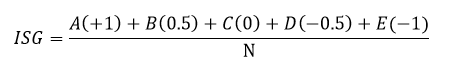 ISG = A(+1) + B(0.5) + C(0) + D(−0.5) + E(−1)
N